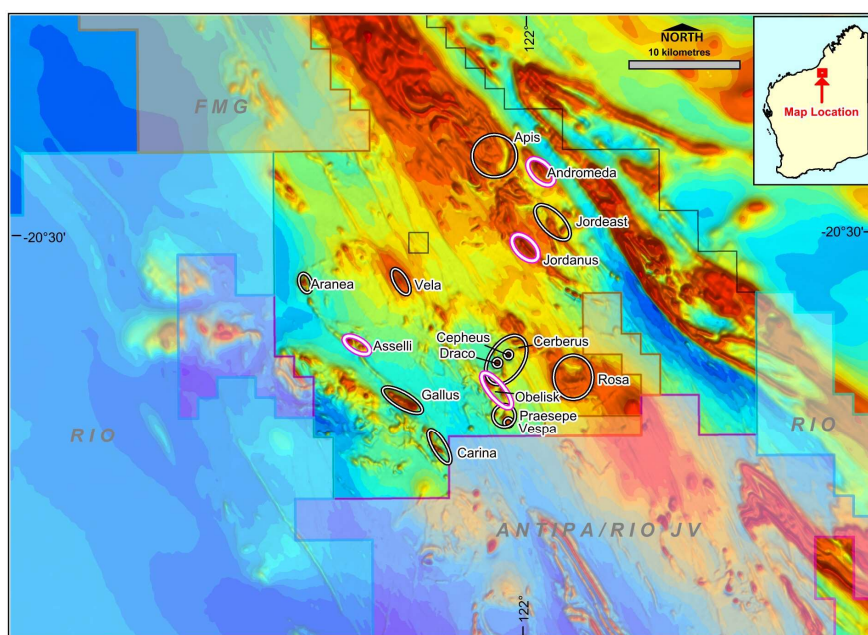 122°
NORTH
10 kilometres
Map Location
FMG
Apis
Andromeda
Jordeast
-20°30'
-20°30'
Jordanus
Aranea
Vela
Cepheus
Cerberus
Draco
Asselli
Rosa
Gallus
Obelisk
Praesepe
Vespa
RIO
RIO
Carina
ANTIPA/RIO JV
122°